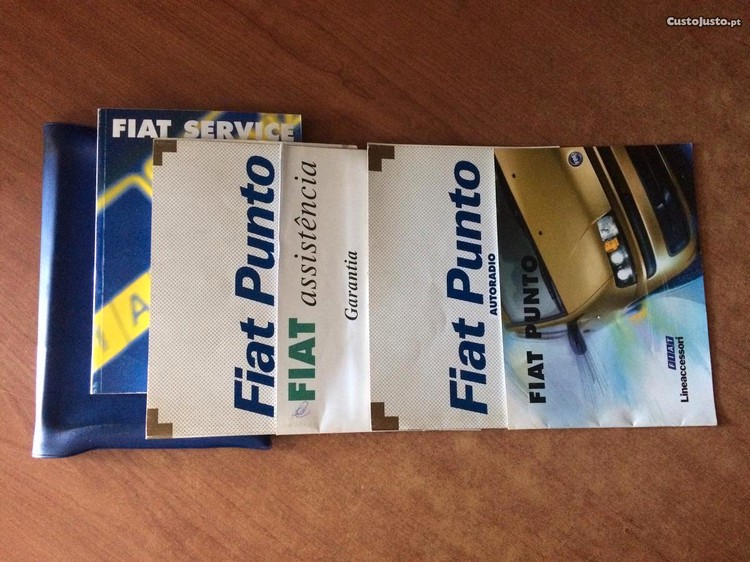 CustoJusto.pt
FIAT SERVICE
Fiat Punto
FIAT assistência
Garantia
Fiat Punto
AUTORADIO
FIAT PUNTO
FIAT
Lineaccessori